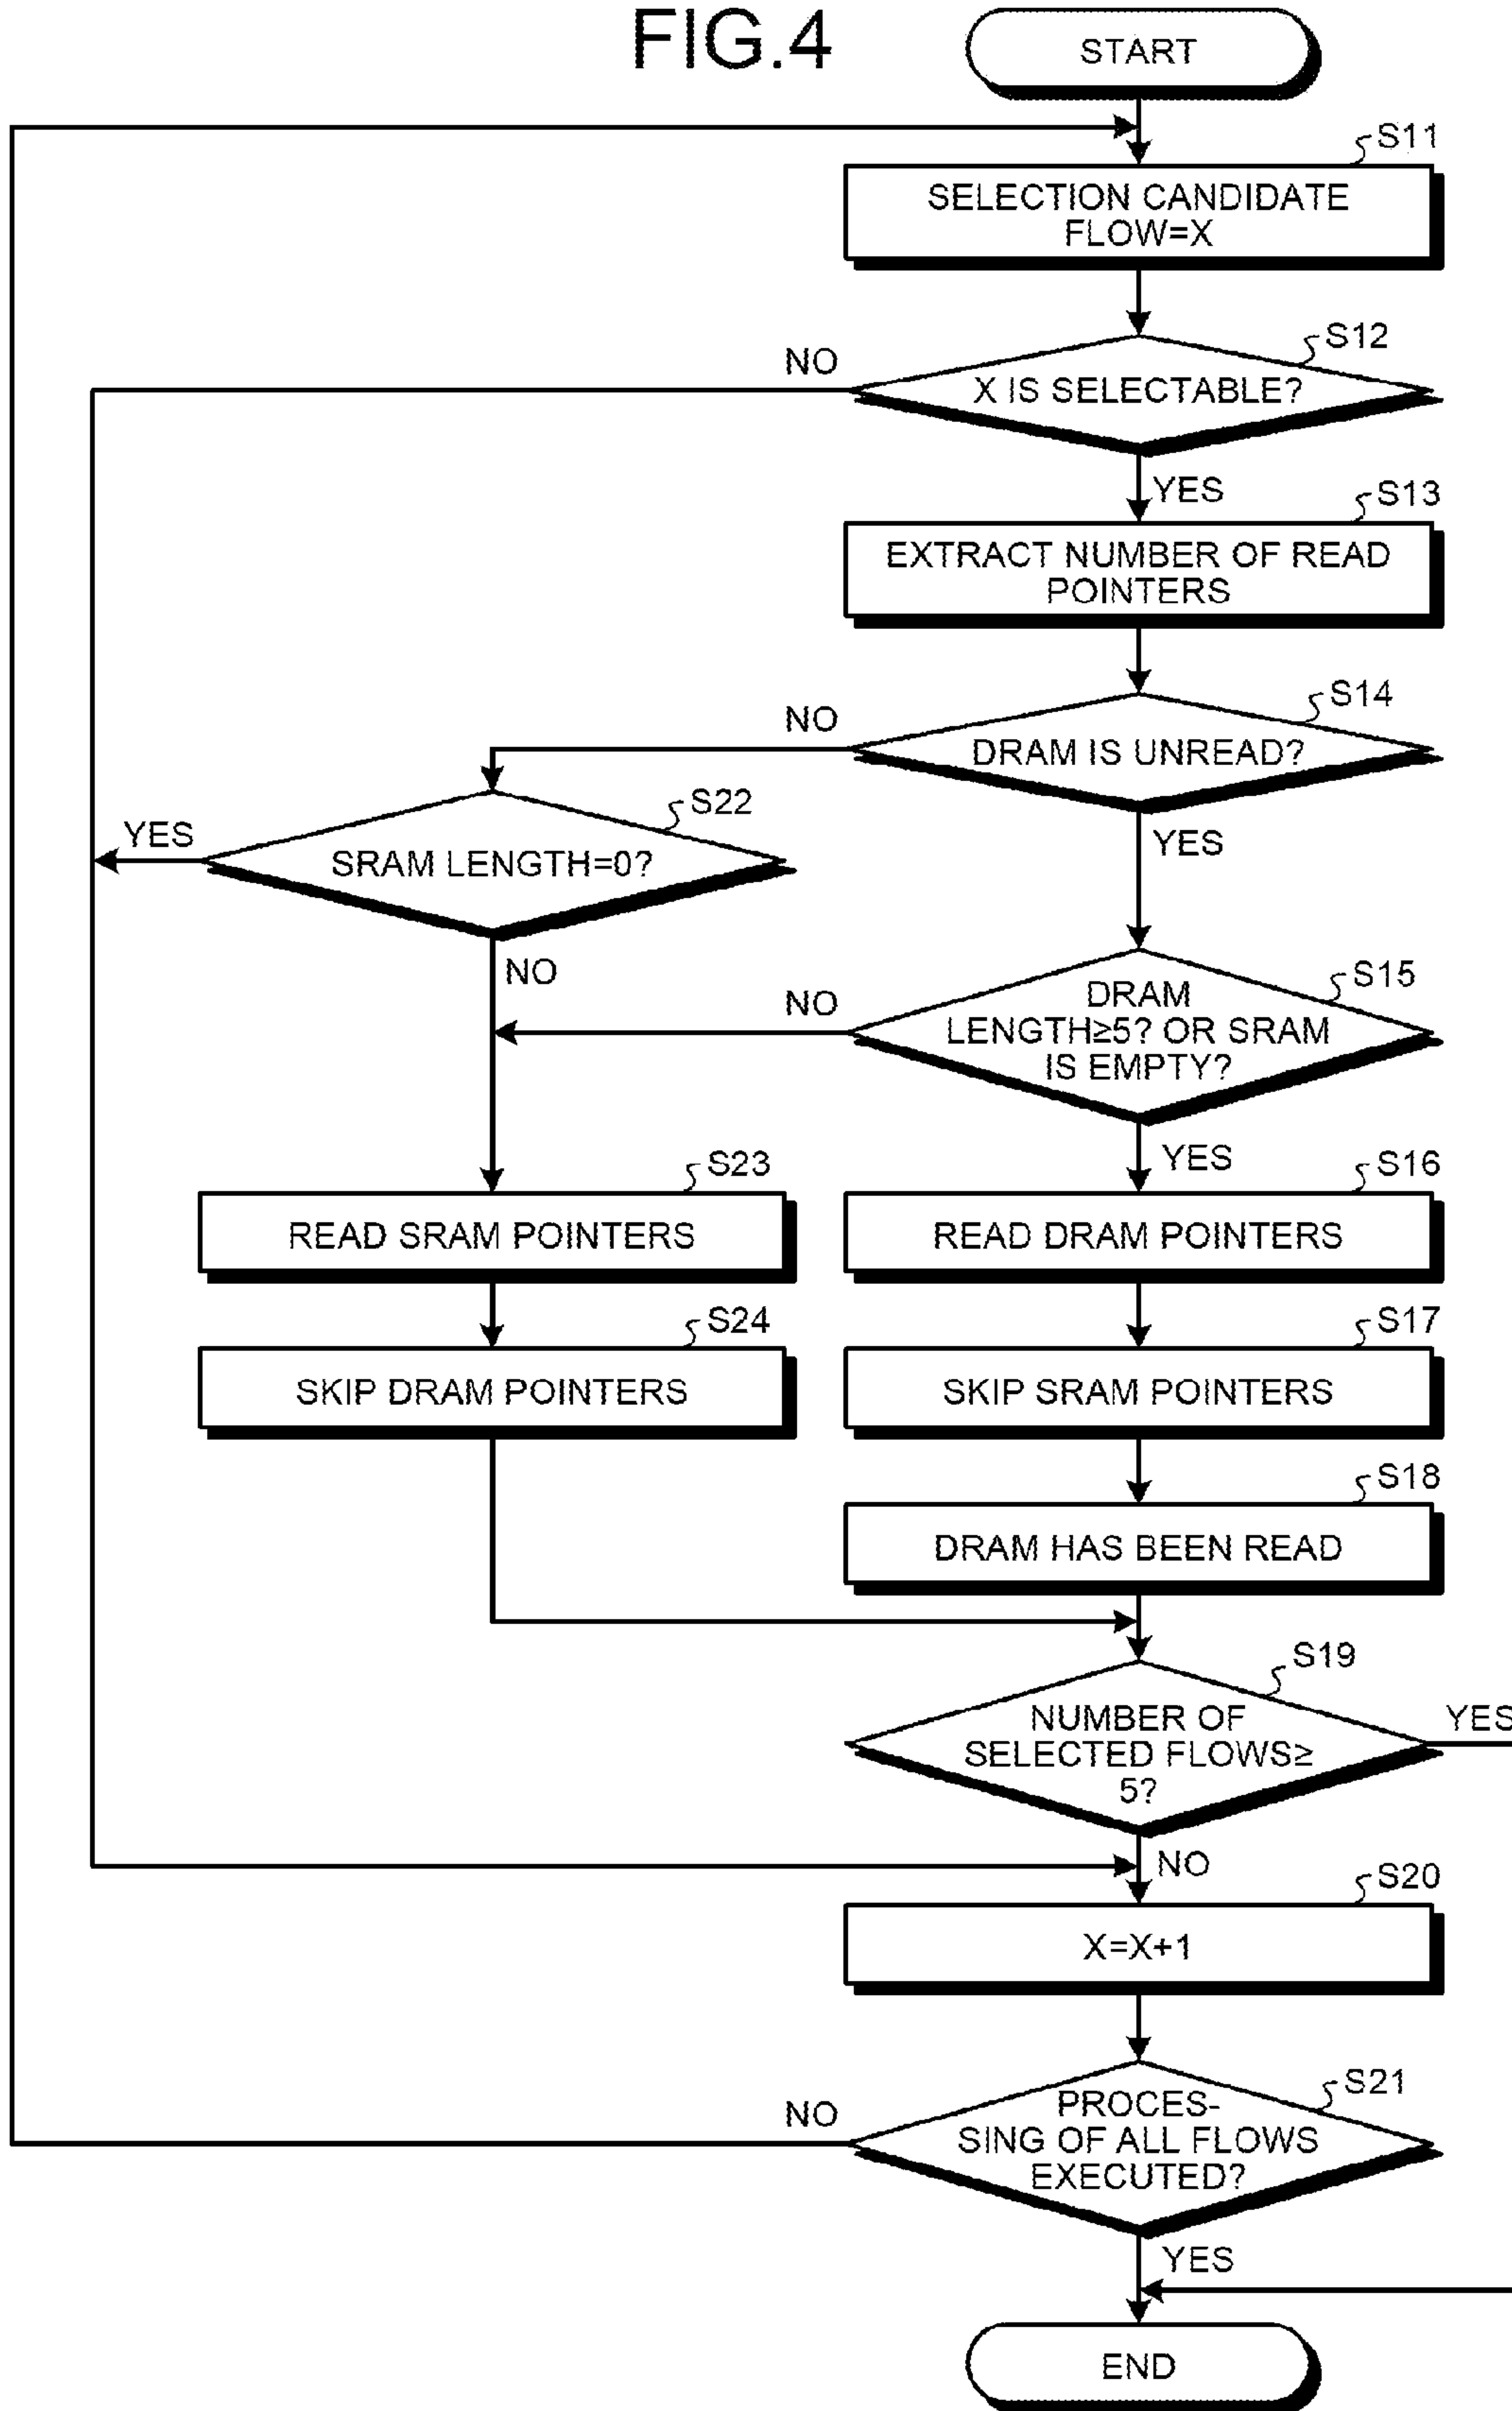 FIG.4
START
S11
SELECTION CANDIDATE
FLOW=X
S12
NO
X IS SELECTABLE?
YES
S13
EXTRACT NUMBER OF READ
POINTERS
S14
NO
DRAM IS UNREAD?
YES
S22
YES
SRAM LENGTH=0?
NO
S15
NO
DRAM
LENGTH≥5? OR SRAM
IS EMPTY?
YES
S23
READ SRAM POINTERS
S16
READ DRAM POINTERS
S24
SKIP DRAM POINTERS
S17
SKIP SRAM POINTERS
S18
DRAM HAS BEEN READ
S19
NUMBER OF
SELECTED FLOWS≥
5?
YES
NO
S20
X=X+1
S21
NO
PROCES-
SING OF ALL FLOWS
EXECUTED?
YES
END